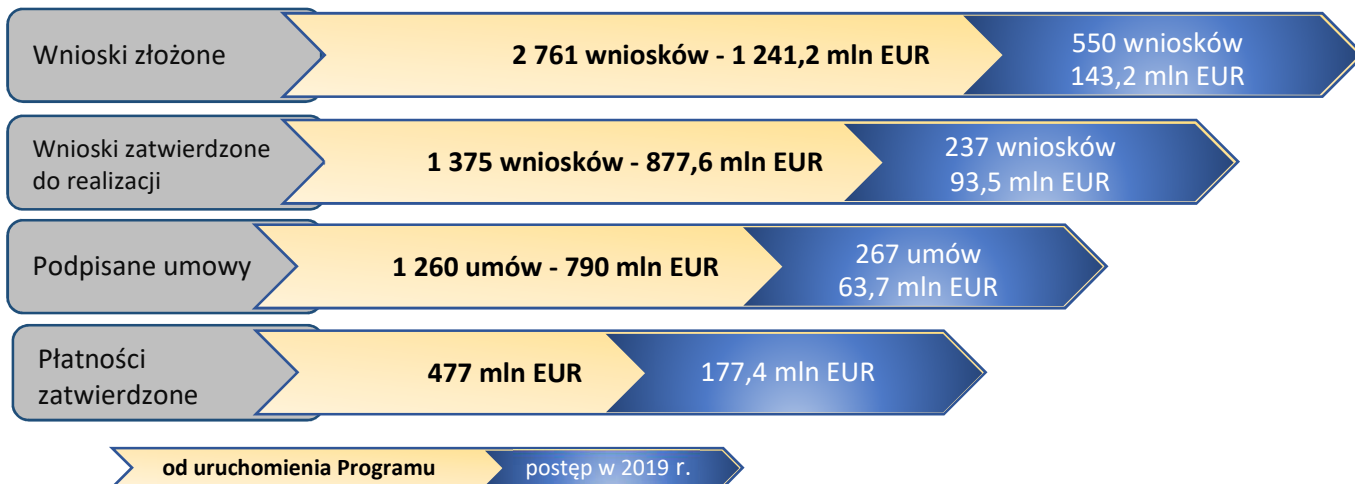 Wnioski złożone
2 761 wniosków - 1 241,2 mln EUR
550 wniosków
143,2 mln EUR
Wnioski zatwierdzone
do realizacji
1 375 wniosków - 877,6 mln EUR
237 wniosków
93,5 mln EUR
Podpisane umowy
1 260 umów - 790 mln EUR
267 umów
63,7 mln EUR
Płatności
zatwierdzone
477 mln EUR
177,4 mln EUR
od uruchomienia Programu
postęp w 2019 r.